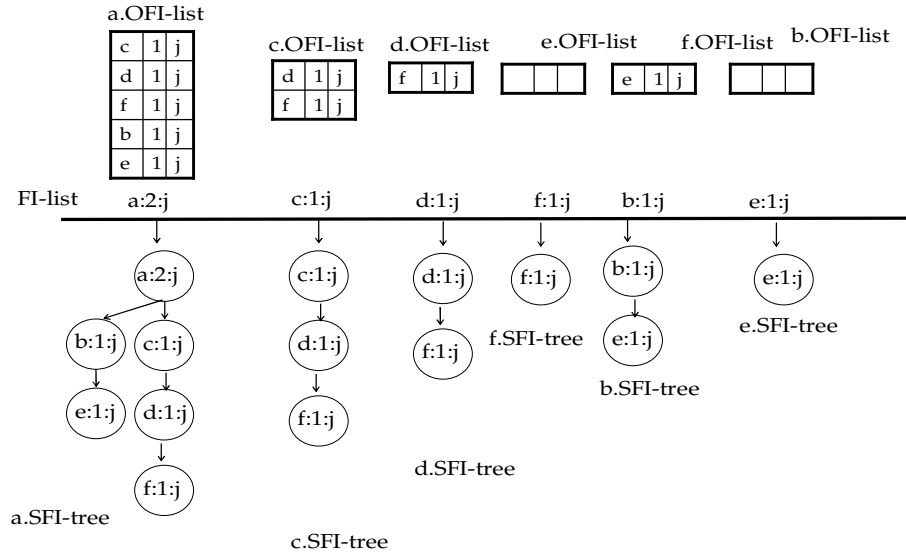 a.OFI-list
c 1 j
d 1 j
f 1 j
b 1 j
e 1 j
c.OFI-list
d 1 j
f 1 j
d.OFI-list
f 1 j
e.OFI-list
f.OFI-list
e 1 j
b.OFI-list
FI-list a:2:j c:1:j d:1:j f:1:j b:1:j e:1:j
a:2:j
b:1:j c:1:j
e:1:j d:1:j
f:1:j
a.SFI-tree
c:1:j
d:1:j
f:1:j
c.SFI-tree
d:1:j
f:1:j
d.SFI-tree
f:1:j
f.SFI-tree
b:1:j
e:1:j
b.SFI-tree
e:1:j
e.SFI-tree